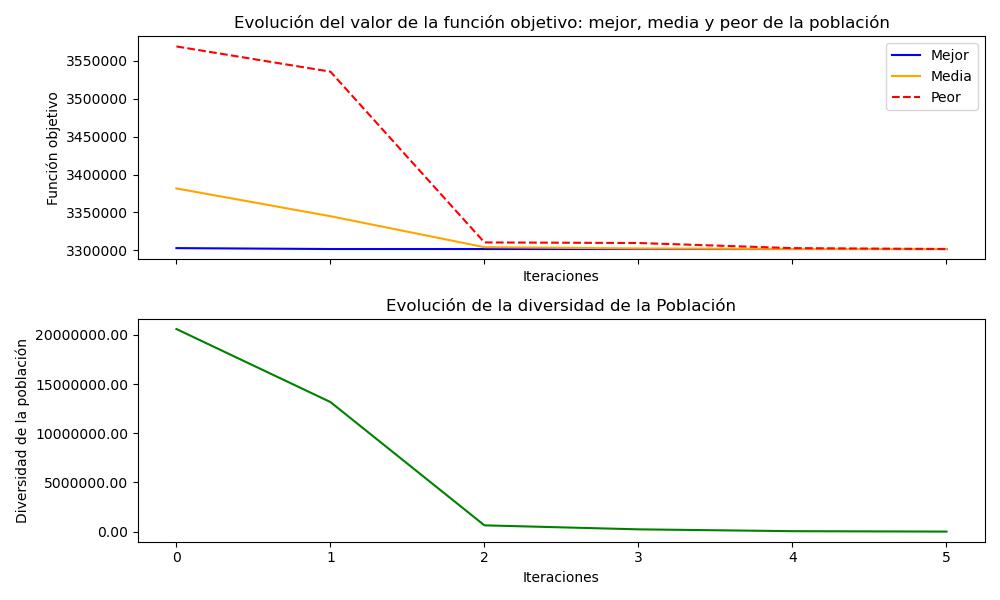 Evolución del valor de la función objetivo: mejor, media y peor de la población
3550000
3500000
3450000
3400000
3350000
3300000
Función objetivo
Mejor
Media
Peor
Iteraciones
Evolución de la diversidad de la Población
20000000.00
15000000.00
10000000.00
5000000.00
0.00
Diversidad de la población
0 1 2 3 4 5
Iteraciones